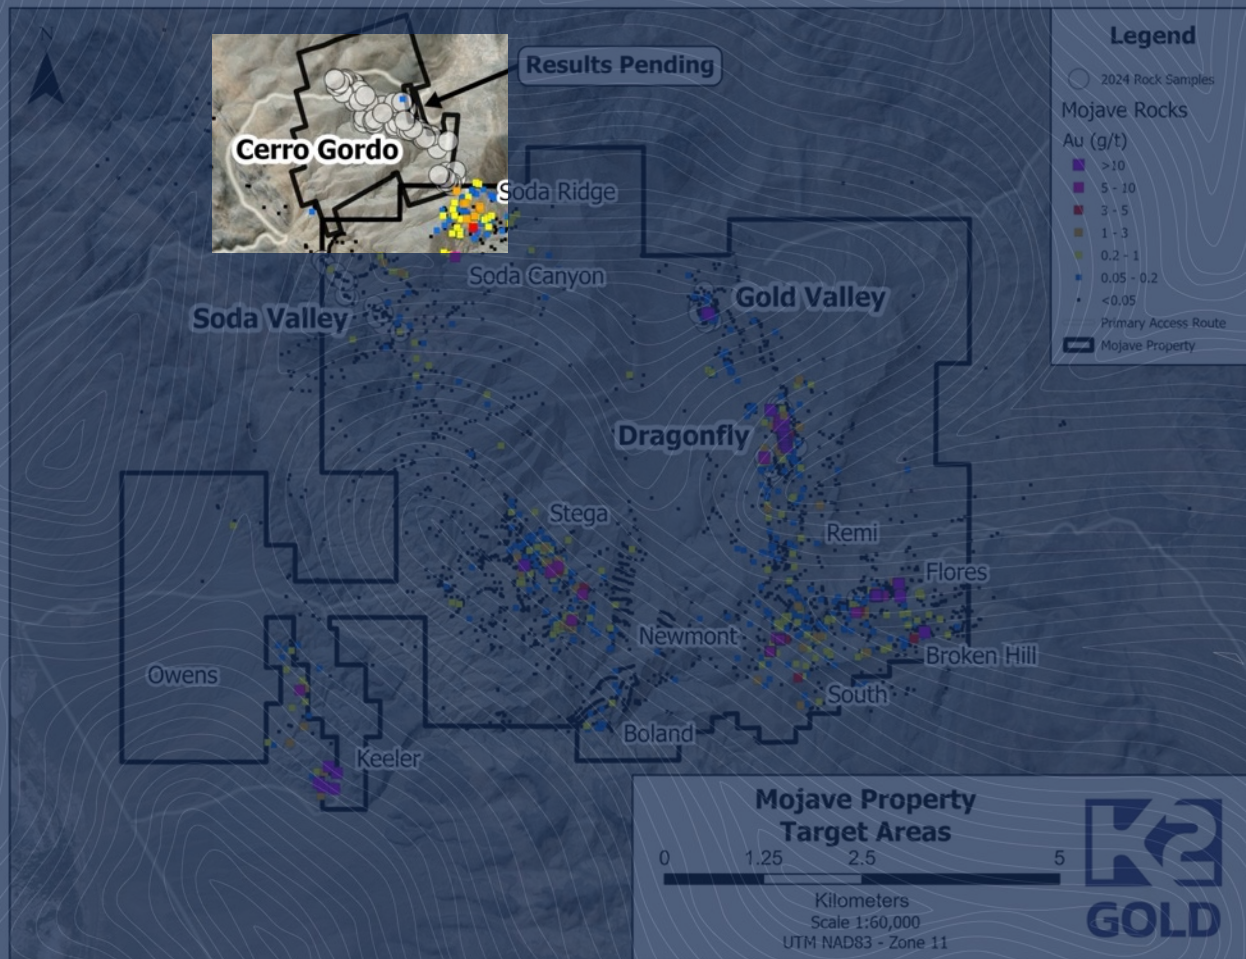 N
Results Pending
Cerro Gordo
Soda Ridge
Soda Canyon
Soda Valley
Gold Valley
Dragonfly
Stega
Remi
Flores
Newmont
Broken Hill
Owens
South
Boland
Keeler
Legend
2024 Rock Samples
Mojave Rocks
Au (g/t)
>10
5 - 10
3 - 5
1 - 3
0.2 - 1
0.05 - 0.2
<0.05
Primary Access Route
Mojave Property
Mojave Property
Target Areas
0 1.25 2.5 5
Kilometers
Scale 1:60,000
UTM NAD83 - Zone 11
K2
GOLD